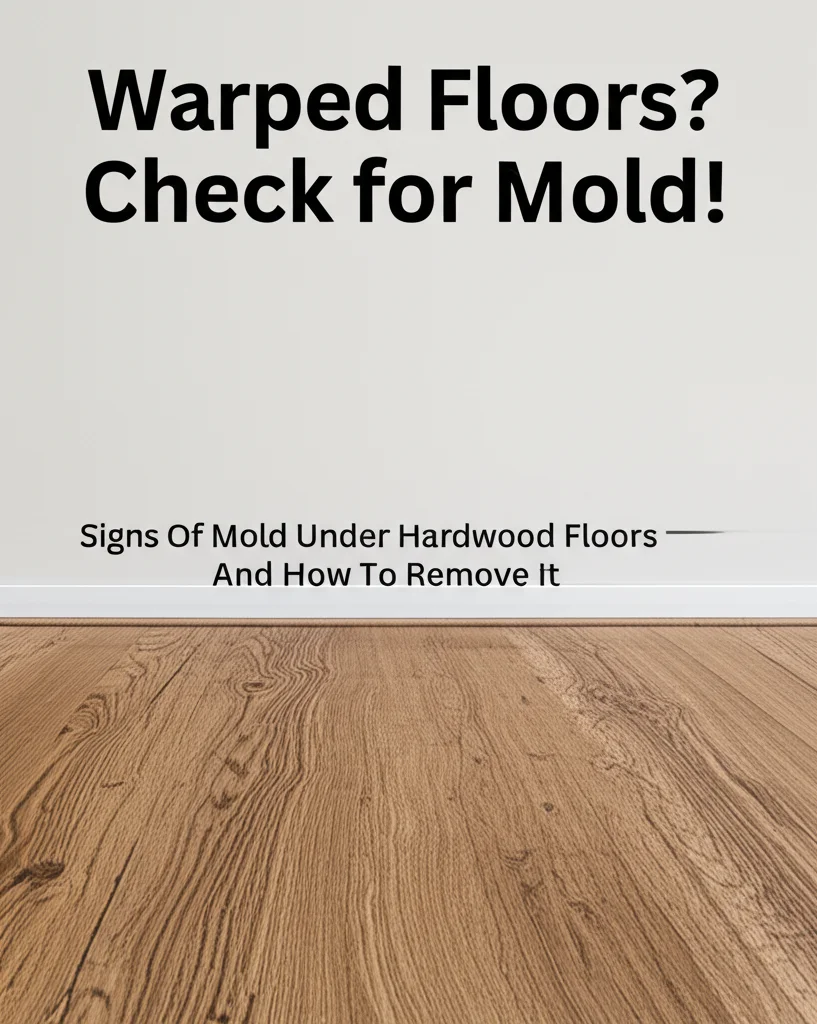 Warped Floors?
Check for Mold!
Signs Of Mold Under Hardwood Floors
And How To Remove It